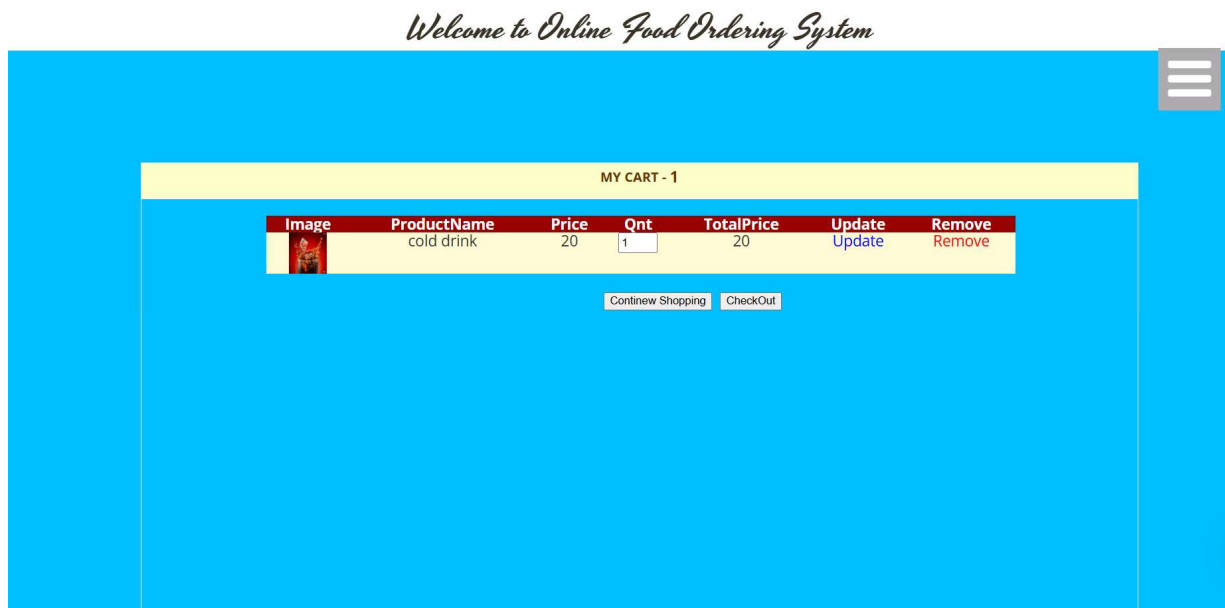 Welcome to Online Food Ordering System
MY CART - 1
Image ProductName Price Qnt TotalPrice Update Remove
cold drink 20 1 20 Update Remove
Continew Shopping CheckOut